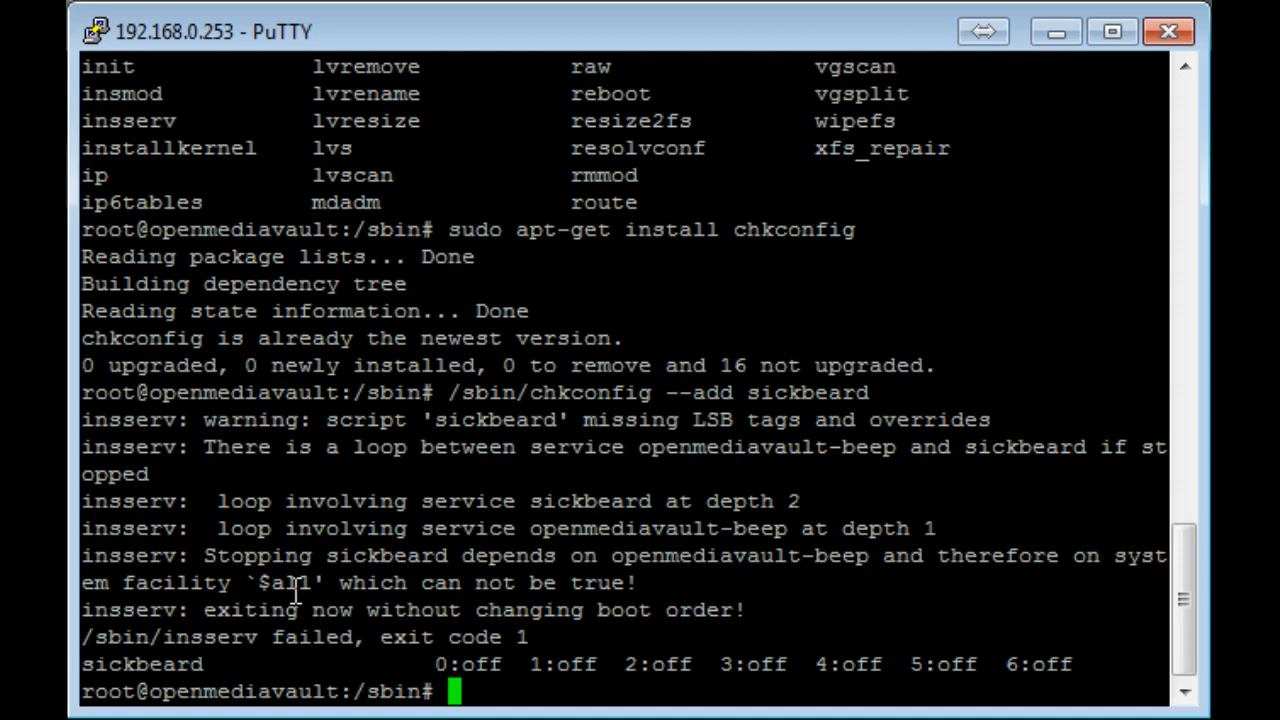 192.168.0.253 - PuTTY
init lvremove raw vgscan
insmod lvrename reboot vgsplit
insserv lvresize resize2fs wipefs
installkernel lvs resolvconf xfs_repair
ip lvscan rmmod
ip6tables mdadm route
root@openmediavault:/sbin# sudo apt-get install chkconfig
Reading package lists... Done
Building dependency tree
Reading state information... Done
chkconfig is already the newest version.
0 upgraded, 0 newly installed, 0 to remove and 16 not upgraded.
root@openmediavault:/sbin# /sbin/chkconfig --add sickbeard
insserv: warning: script 'sickbeard' missing LSB tags and overrides
insserv: There is a loop between service openmediavault-beep and sickbeard if st
opped
insserv:  loop involving service sickbeard at depth 2
insserv:  loop involving service openmediavault-beep at depth 1
insserv: Stopping sickbeard depends on openmediavault-beep and therefore on syst
em facility `$all' which can not be true!
insserv: exiting now without changing boot order!
/sbin/insserv failed, exit code 1
sickbeard 0:off 1:off 2:off 3:off 4:off 5:off 6:off
root@openmediavault:/sbin#